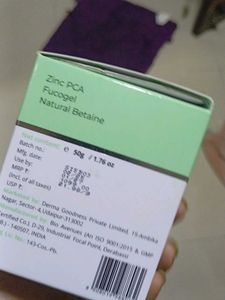 Zinc PCA
Fucogel
Natural Betaine
Net content: ℮ 50g / 1.76 oz
Batch no.:
Mfg. date:
Use by:
MRP ₹:
(Incl. of all taxes)
USP ₹:
Marketed by: Derma Goodness Private Limited, 15-Ambika
Nagar, Sector-4,Udaipur-313002
Manufactured by: Bio Avenues (An ISO 9001:2015 & GMP
Certified Co.), D-29, Industrial Focal Point, Derabassi
- 140507, INDIA
Lic. No.: 143-Cos.-Pb.